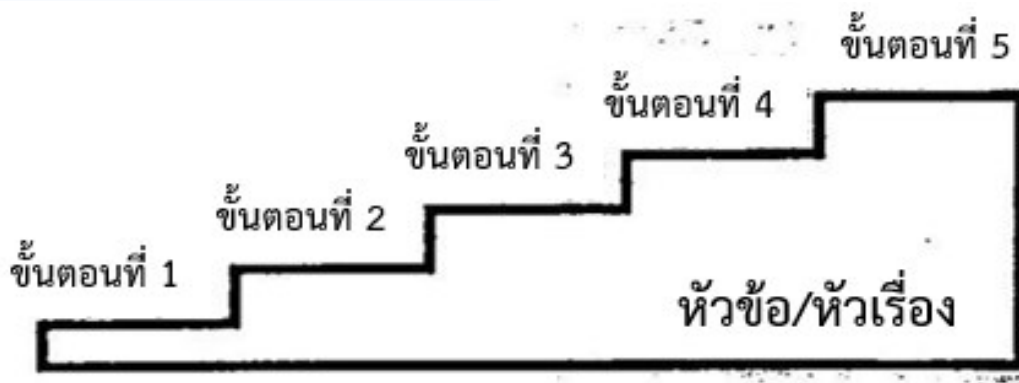 ขั้นตอนที่ 5
ขั้นตอนที่ 4
ขั้นตอนที่ 3
ขั้นตอนที่ 2
ขั้นตอนที่ 1
หัวข้อ/หัวเรื่อง